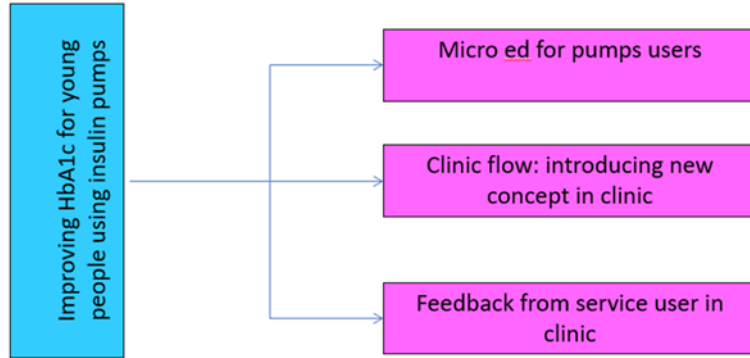 Improving HbA1c for young
people using insulin pumps
Micro ed for pumps users
Clinic flow: introducing new
concept in clinic
Feedback from service user in
clinic